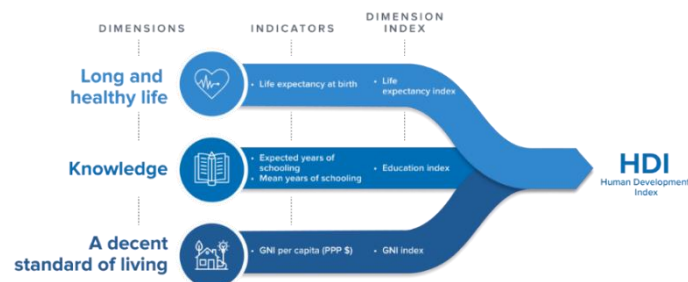 DIMENSIONS
INDICATORS
DIMENSION
INDEX
Long and
healthy life
• Life expectancy at birth
• Life
expectancy index
Knowledge
• Expected years of
schooling
• Mean years of schooling
• Education index
A decent
standard of living
• GNI per capita (PPP $)
• GNI index
HDI
Human Development
Index